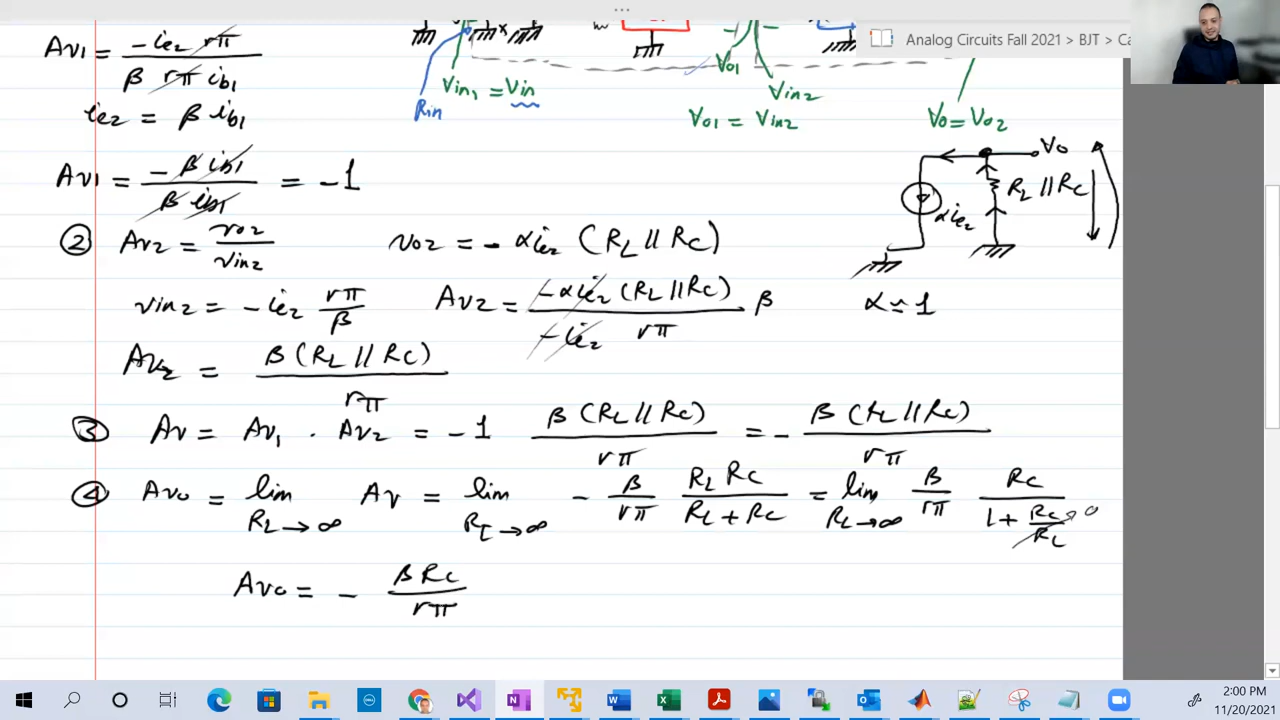 Analog Circuits Fall 2021 > BJT > Ca
Av1 = -ie2 rπ / β rπ ib1
Vin1 = Vin
Rin
Vo1
Vin2
Vo1 = Vin2
Vo = Vo2
ie2 = β ib1
Av1 = -β ib1 / β ib1 = -1
Vo
RL // RC
αie2
② Av2 = vo2 / vin2 vo2 = - αie2 (RL // RC)
vin2 = -ie2 rπ / β Av2 = -αie2 (RL // RC) / -ie2 rπ β α ≈ 1
Av2 = β (RL // RC) / rπ
③ Av = Av1 . Av2 = -1 β (RL // RC) / rπ = - β (RL // RC) / rπ
④ Avo = lim RL → ∞ Av = lim RL → ∞ - β / rπ RL RC / RL + RC = lim RL → ∞ β / rπ RC / 1 + RC / RL → 0
Avo = - β RC / rπ
2:00 PM
11/20/2021